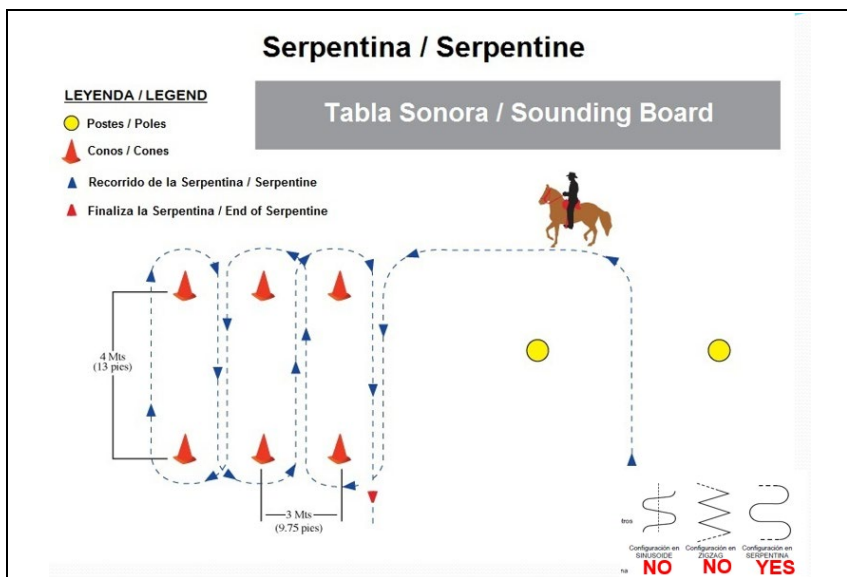 Serpentina / Serpentine
LEYENDA / LEGEND
Tabla Sonora / Sounding Board
Postes / Poles
Conos / Cones
Recorrido de la Serpentina / Serpentine
Finaliza la Serpentina / End of Serpentine
4 Mts
(13 pies)
3 Mts
(9.75 pies)
tros
Configuración en
SINUSOIDE
NO
Configuración en
ZIGZAG
NO
Configuración en
SERPENTINA
YES
na